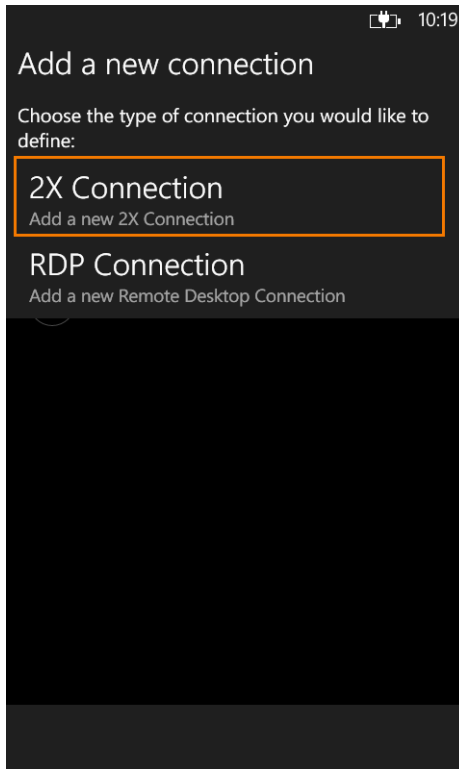 10:19
Add a new connection
Choose the type of connection you would like to
define:
2X Connection
Add a new 2X Connection
RDP Connection
Add a new Remote Desktop Connection